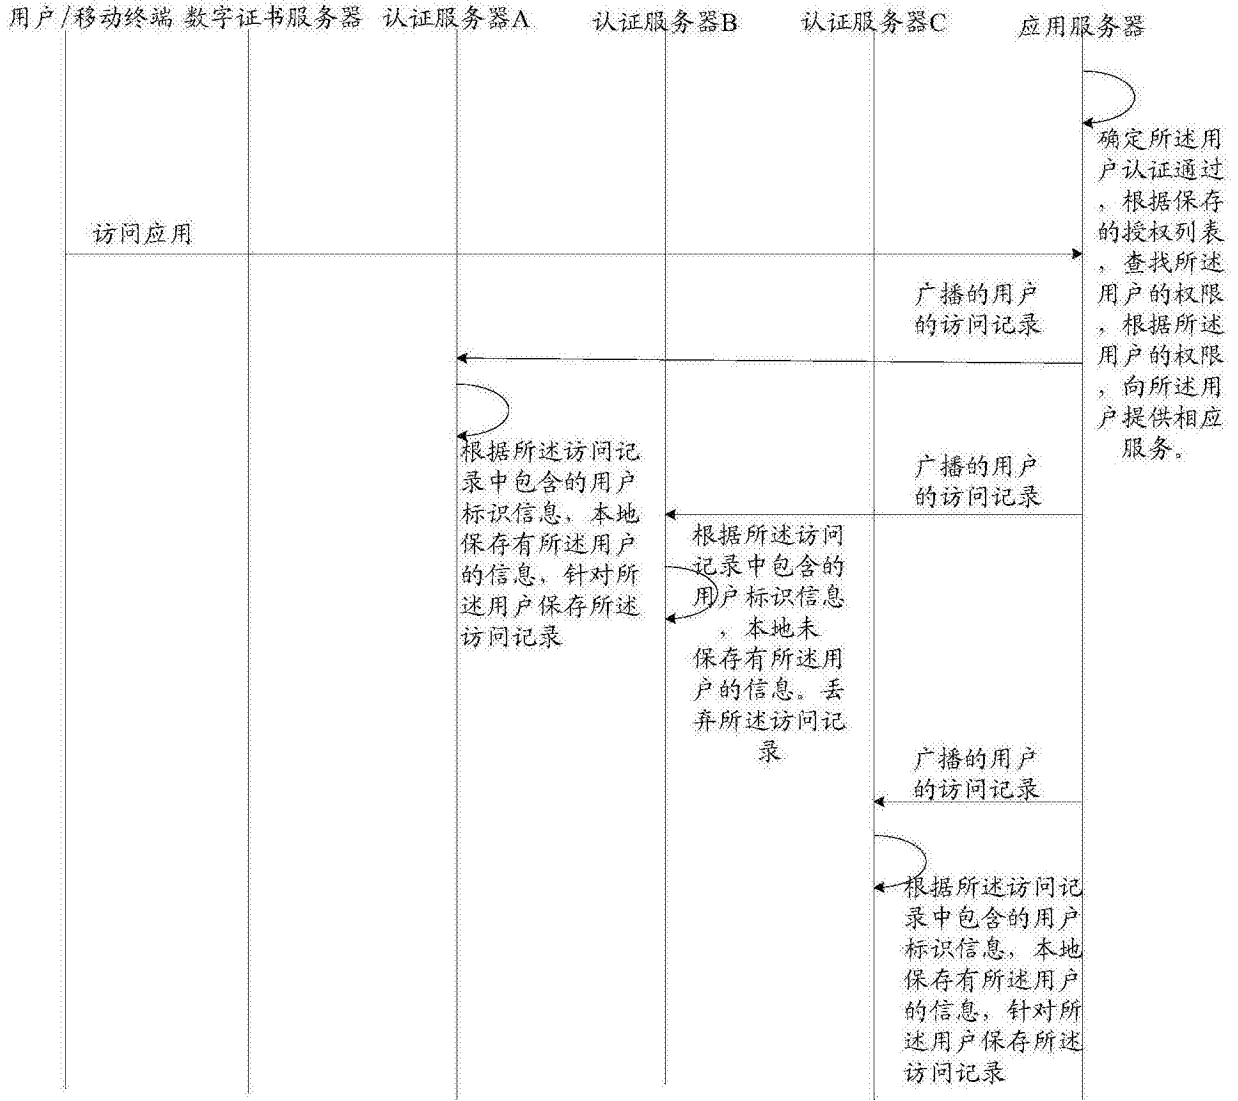 用户/移动终端 数字证书服务器 认证服务器A 认证服务器B 认证服务器C 应用服务器
确定所述用
户认证通过
，根据保存
的授权列表
，查找所述
用户的权限
，根据所述
用户的权限
，向所述用
户提供相应
服务。
访问应用
广播的用户
的访问记录
根据所述访问记
录中包含的用户
标识信息，本地
保存有所述用户
的信息，针对所
述用户保存所述
访问记录
广播的用户
的访问记录
根据所述访问
记录中包含的
用户标识信息
，本地未
保存有所述用
户的信息。丢
弃所述访问记
录
广播的用户
的访问记录
根据所述访问记
录中包含的用户
标识信息，本地
保存有所述用户
的信息，针对所
述用户保存所述
访问记录